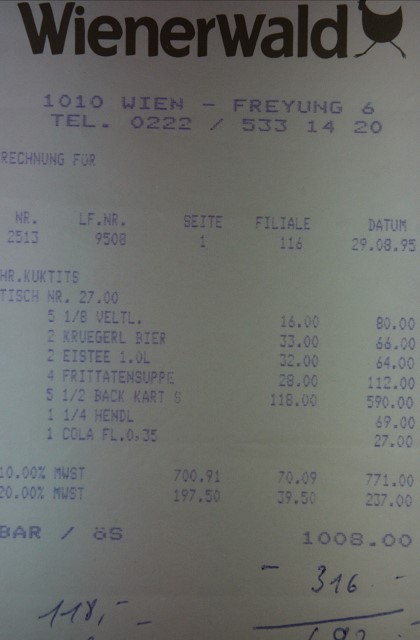 Wienerwald
1010 WIEN - FREYUNG 6
TEL. 0222 / 533 14 20
RECHNUNG FÜR
NR. LF.NR. SEITE FILIALE DATUM
2513 9508 1 116 29.08.95
HR.KUKTITS
TISCH NR. 27.00
5 1/8 VELTL. 16.00 80.00
2 KRUEGERL BIER 33.00 66.00
2 EISTEE 1.0L 32.00 64.00
4 FRITTATENSUPPE 28.00 112.00
5 1/2 BACK KART S 118.00 590.00
1 1/4 HENDL 69.00
1 COLA FL.0.35 27.00
10.00% MWST 700.91 70.09 771.00
20.00% MWST 197.50 39.50 237.00
BAR / öS 1008.00
- 316 -
118,-